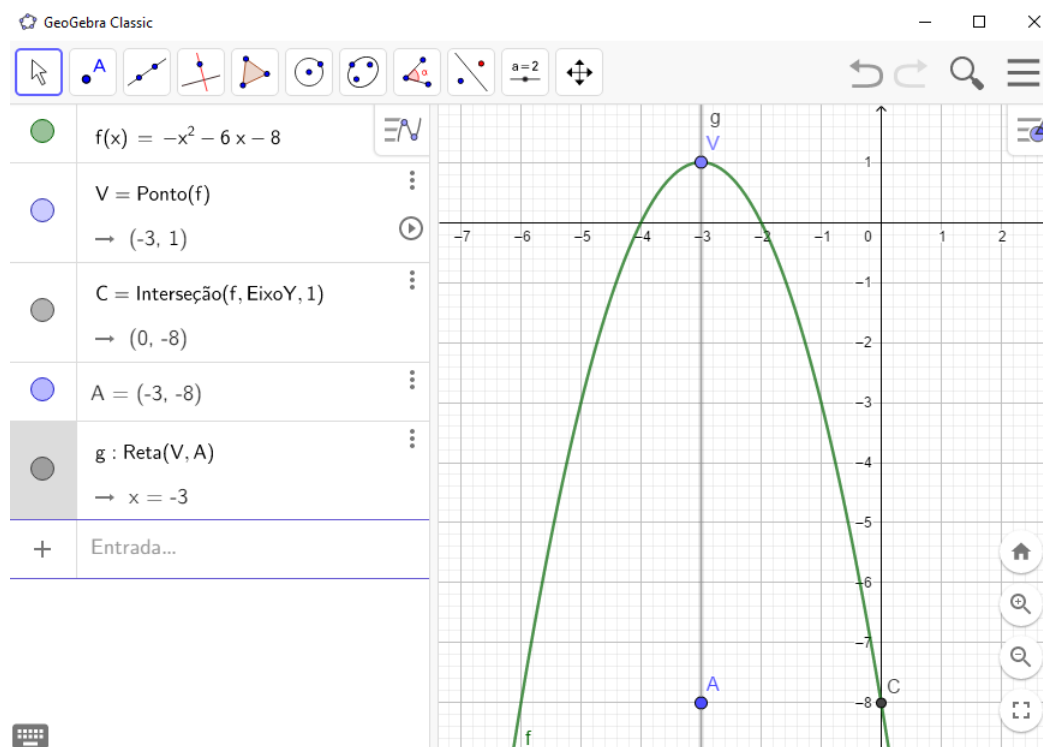 GeoGebra Classic
A
α
a=2
f(x) = −x² − 6 x − 8
V = Ponto(f)
→ (-3, 1)
C = Interseção(f, EixoY, 1)
→ (0, -8)
A = (-3, -8)
g : Reta(V, A)
→ x = -3
+ Entrada...
g
V
1
−7 −6 −5 −4 −3 −2 −1 0 1 2
−1
−2
−3
−4
−5
−6
−7
A
C
−8
f